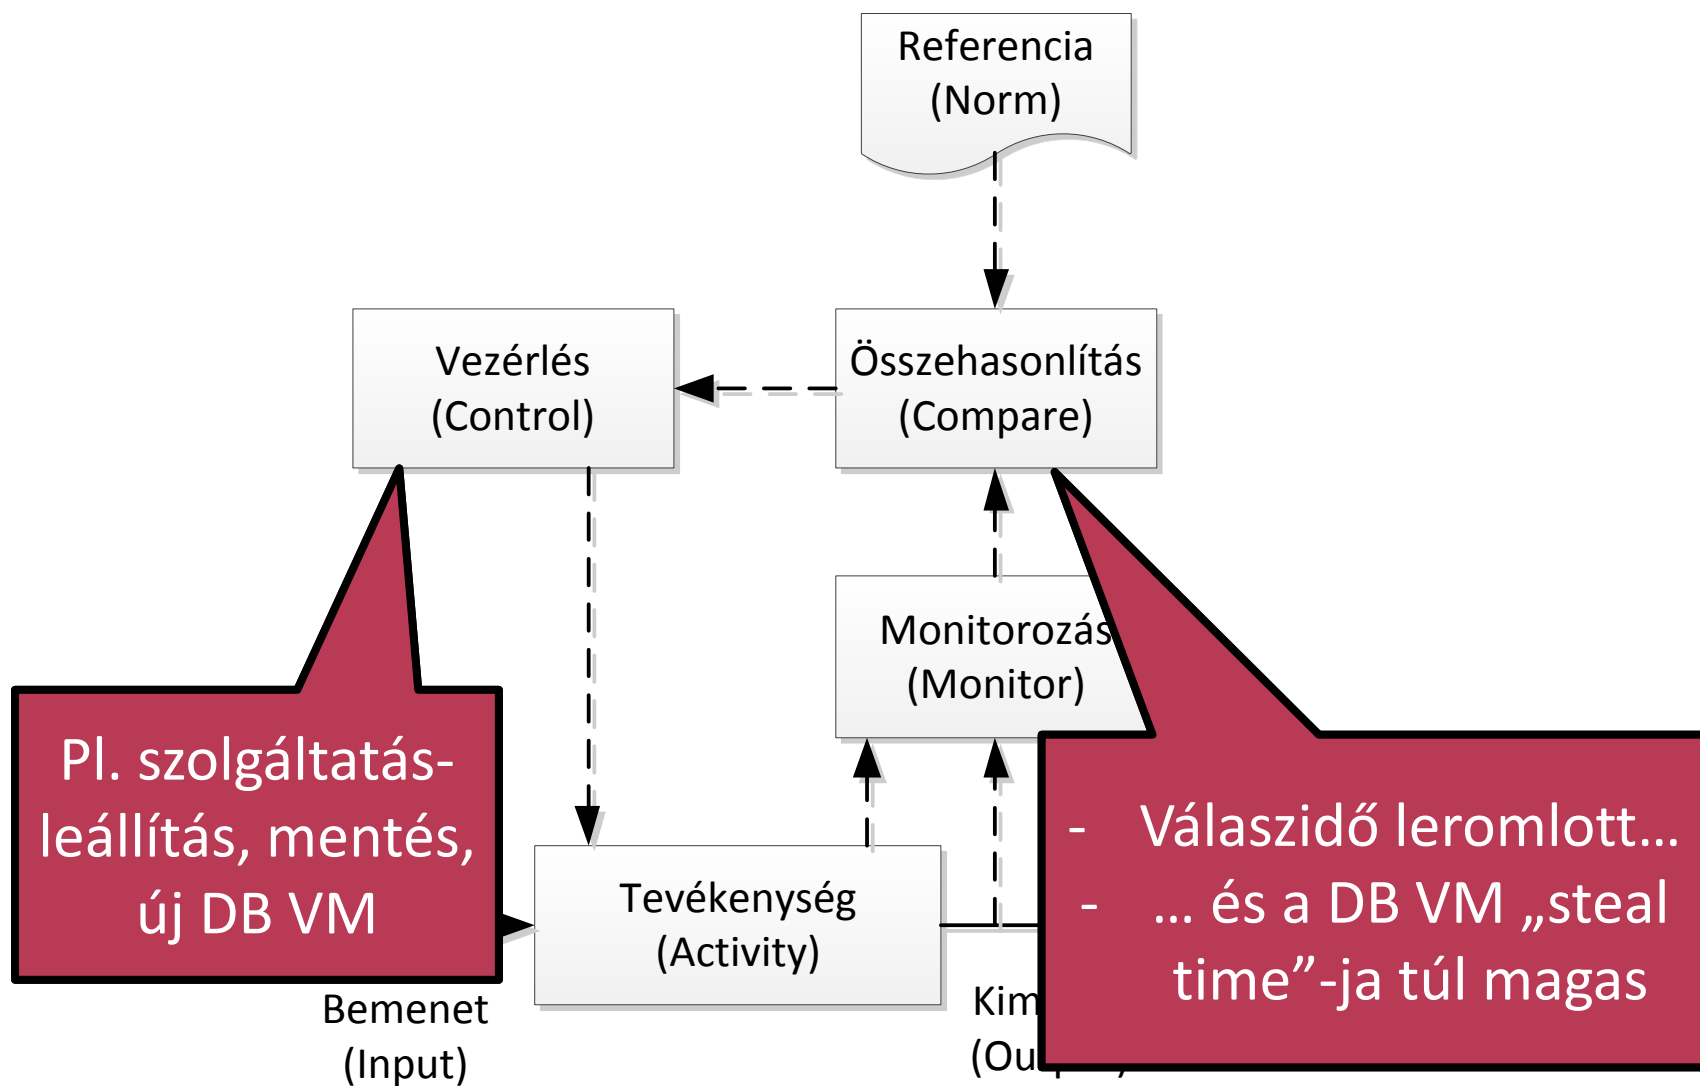 Referencia
(Norm)
Vezérlés
(Control)
Összehasonlítás
(Compare)
Monitorozás
(Monitor)
Pl. szolgáltatás-
leállítás, mentés,
új DB VM
- Válaszidő leromlott…
- … és a DB VM „steal
time”-ja túl magas
Tevékenység
(Activity)
Bemenet
(Input)